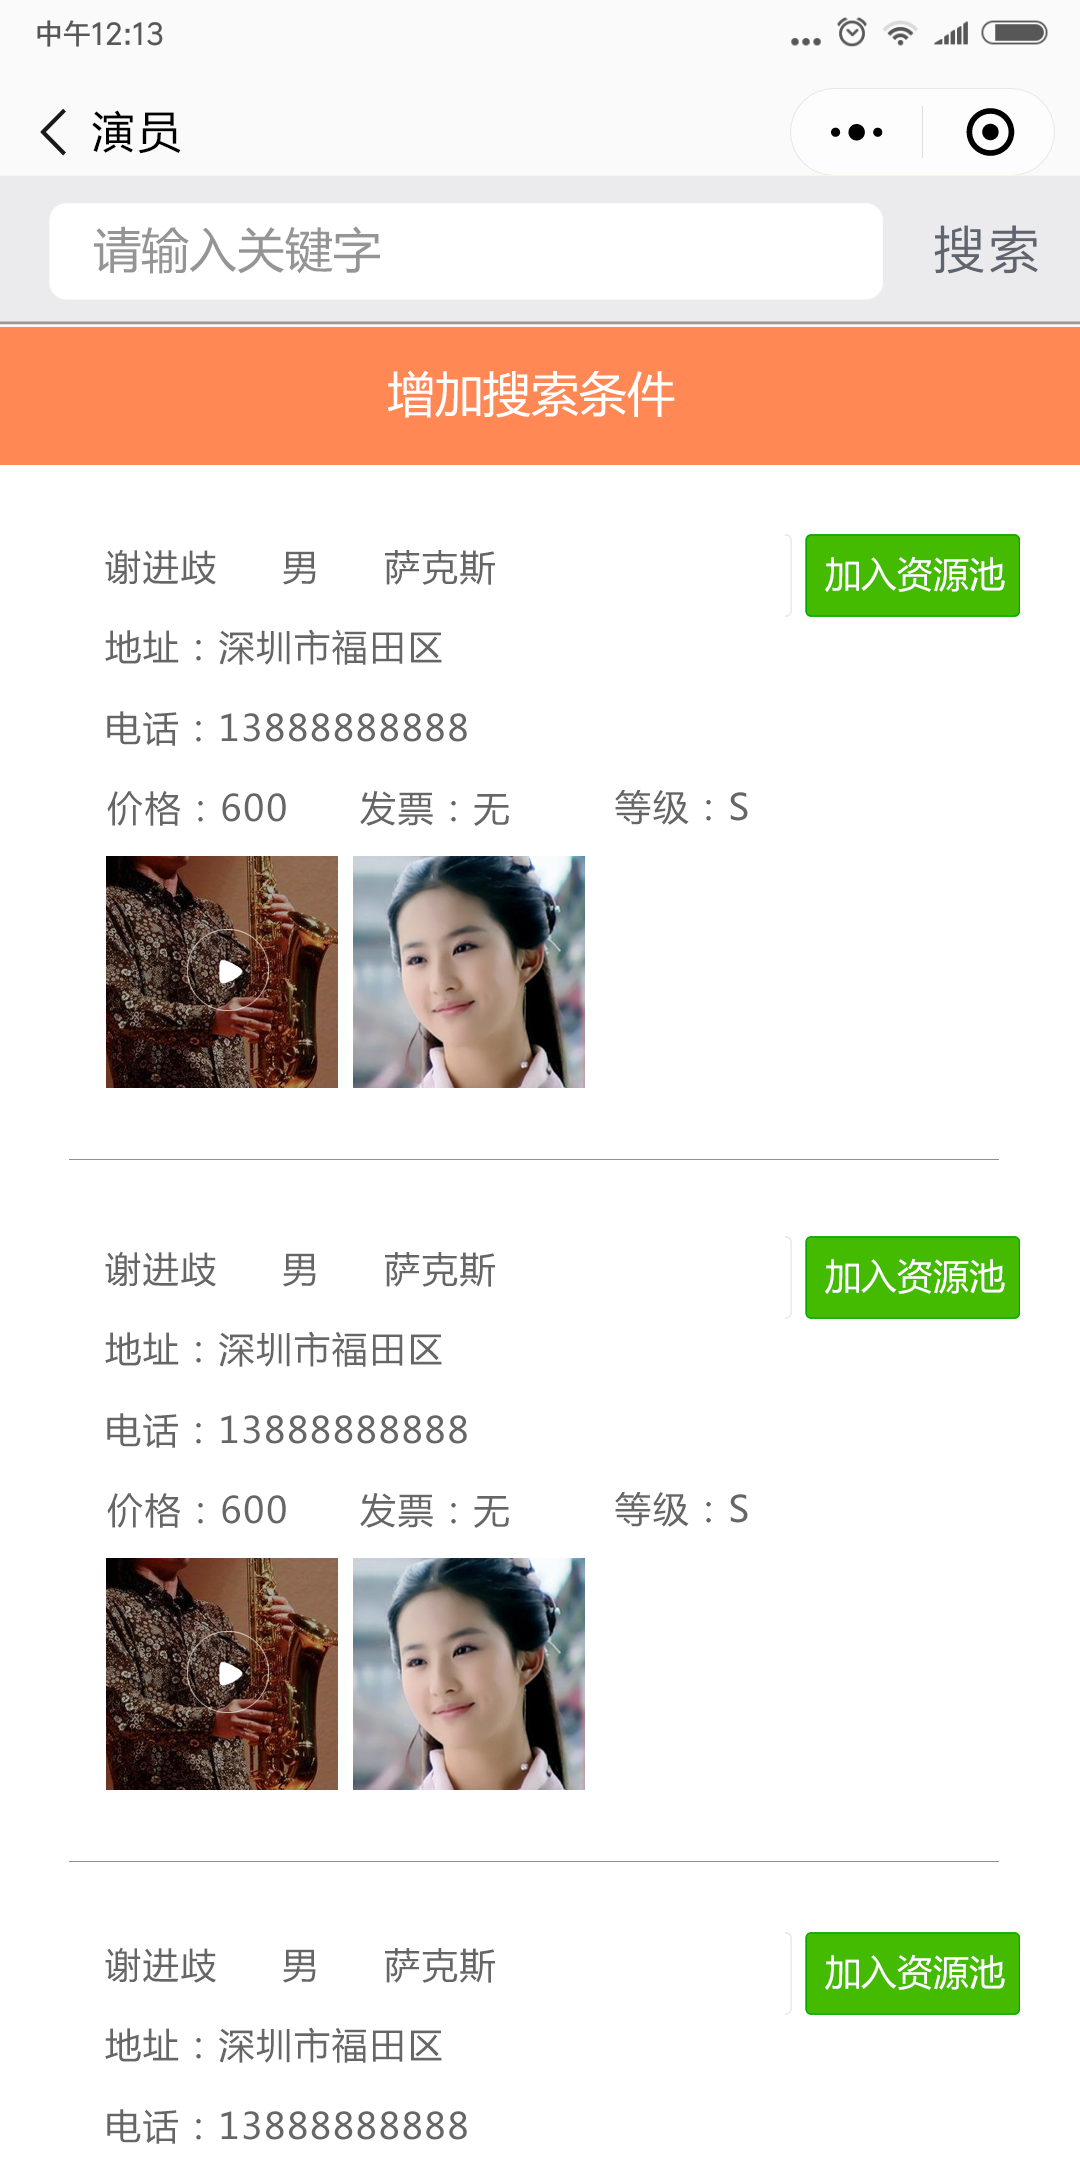 中午12:13
演员
请输入关键字 搜索
增加搜索条件
谢进歧 男 萨克斯 加入资源池
地址：深圳市福田区
电话：13888888888
价格：600 发票：无 等级：S
谢进歧 男 萨克斯 加入资源池
地址：深圳市福田区
电话：13888888888
价格：600 发票：无 等级：S
谢进歧 男 萨克斯 加入资源池
地址：深圳市福田区
电话：13888888888